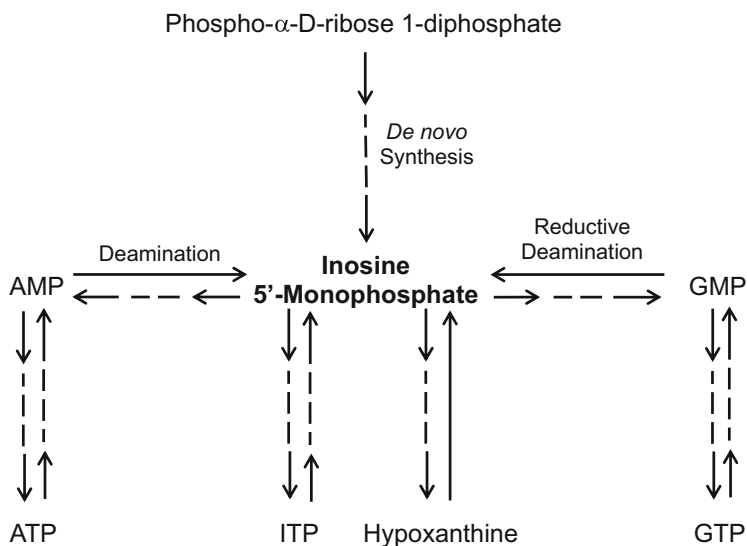 Phospho-α-D-ribose 1-diphosphate
De novo
Synthesis
Deamination
Reductive
Deamination
AMP
Inosine
5’-Monophosphate
GMP
ATP
ITP
Hypoxanthine
GTP